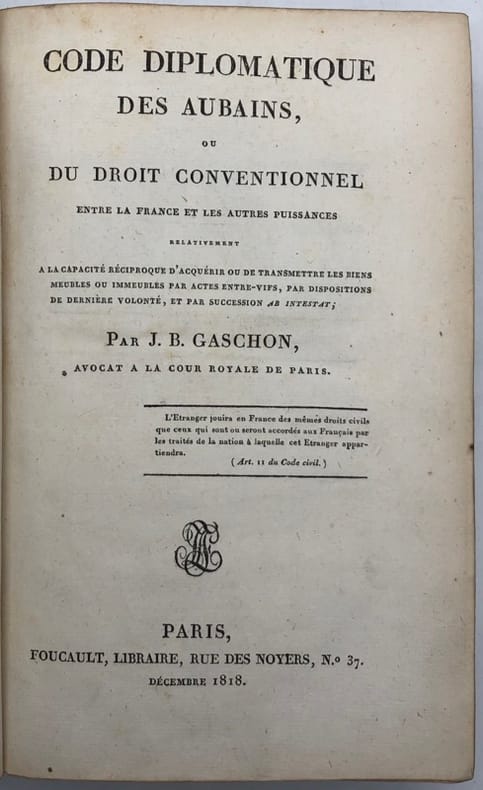 CODE DIPLOMATIQUE
DES AUBAINS,
OU
DU DROIT CONVENTIONNEL
ENTRE LA FRANCE ET LES AUTRES PUISSANCES
RELATIVEMENT
A LA CAPACITÉ RÉCIPROQUE D'ACQUÉRIR OU DE TRANSMETTRE LES BIENS
MEUBLES OU IMMEUBLES PAR ACTES ENTRE-VIFS, PAR DISPOSITIONS
DE DERNIÈRE VOLONTÉ, ET PAR SUCCESSION AB INTESTAT;
PAR J. B. GASCHON,
AVOCAT A LA COUR ROYALE DE PARIS.
L'Etranger jouira en France des mêmes droits civils
que ceux qui sont ou seront accordés aux Français par
les traités de la nation à laquelle cet Etranger appar-
tiendra.
(Art. 11 du Code civil.)
PARIS,
FOUCAULT, LIBRAIRE, RUE DES NOYERS, N.º 37.
DÉCEMBRE 1818.